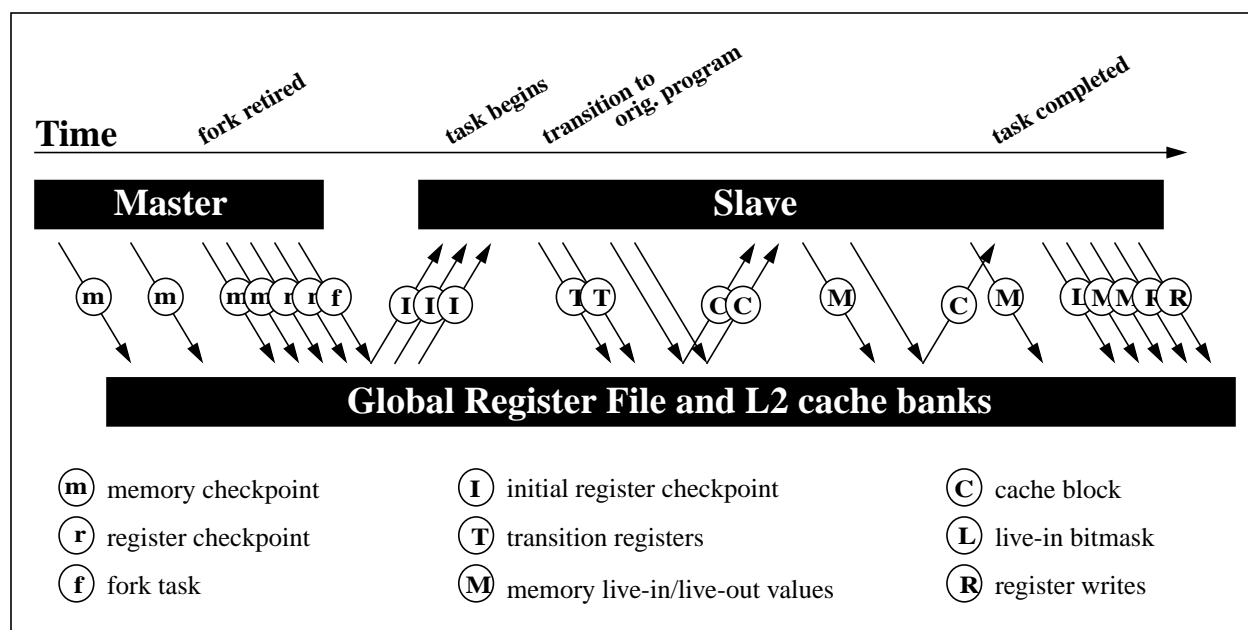 fork retired
task begins
transition to
orig. program
task completed
Time
Master
Slave
m m m m r r f I I I T T C C M C M L M M R R
Global Register File and L2 cache banks
m memory checkpoint
I initial register checkpoint
C cache block
r register checkpoint
T transition registers
L live-in bitmask
f fork task
M memory live-in/live-out values
R register writes